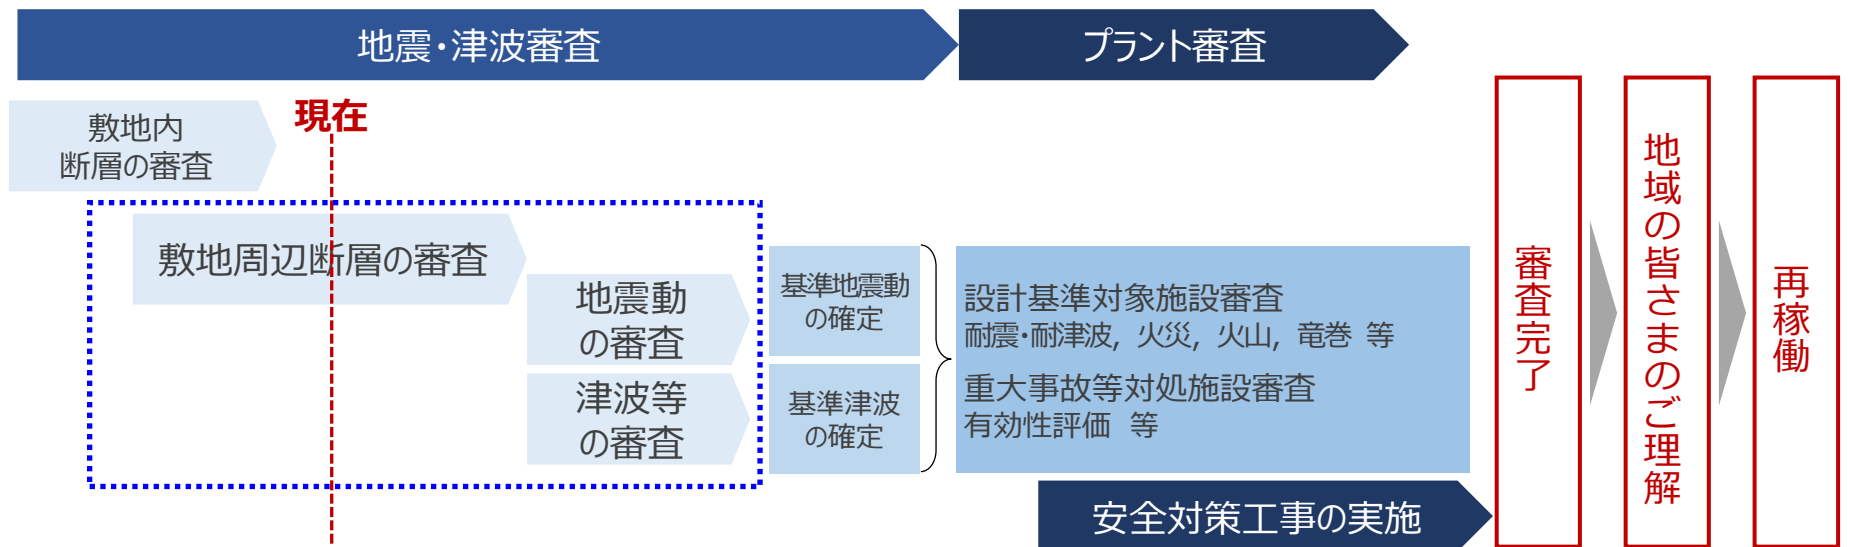 地震・津波審査
プラント審査
敷地内
断層の審査
現在
敷地周辺断層の審査
地震動
の審査
津波等
の審査
基準地震動
の確定
基準津波
の確定
設計基準対象施設審査
耐震・耐津波, 火災, 火山, 竜巻 等
重大事故等対処施設審査
有効性評価 等
安全対策工事の実施
審査完了
地域の皆さまのご理解
再稼働